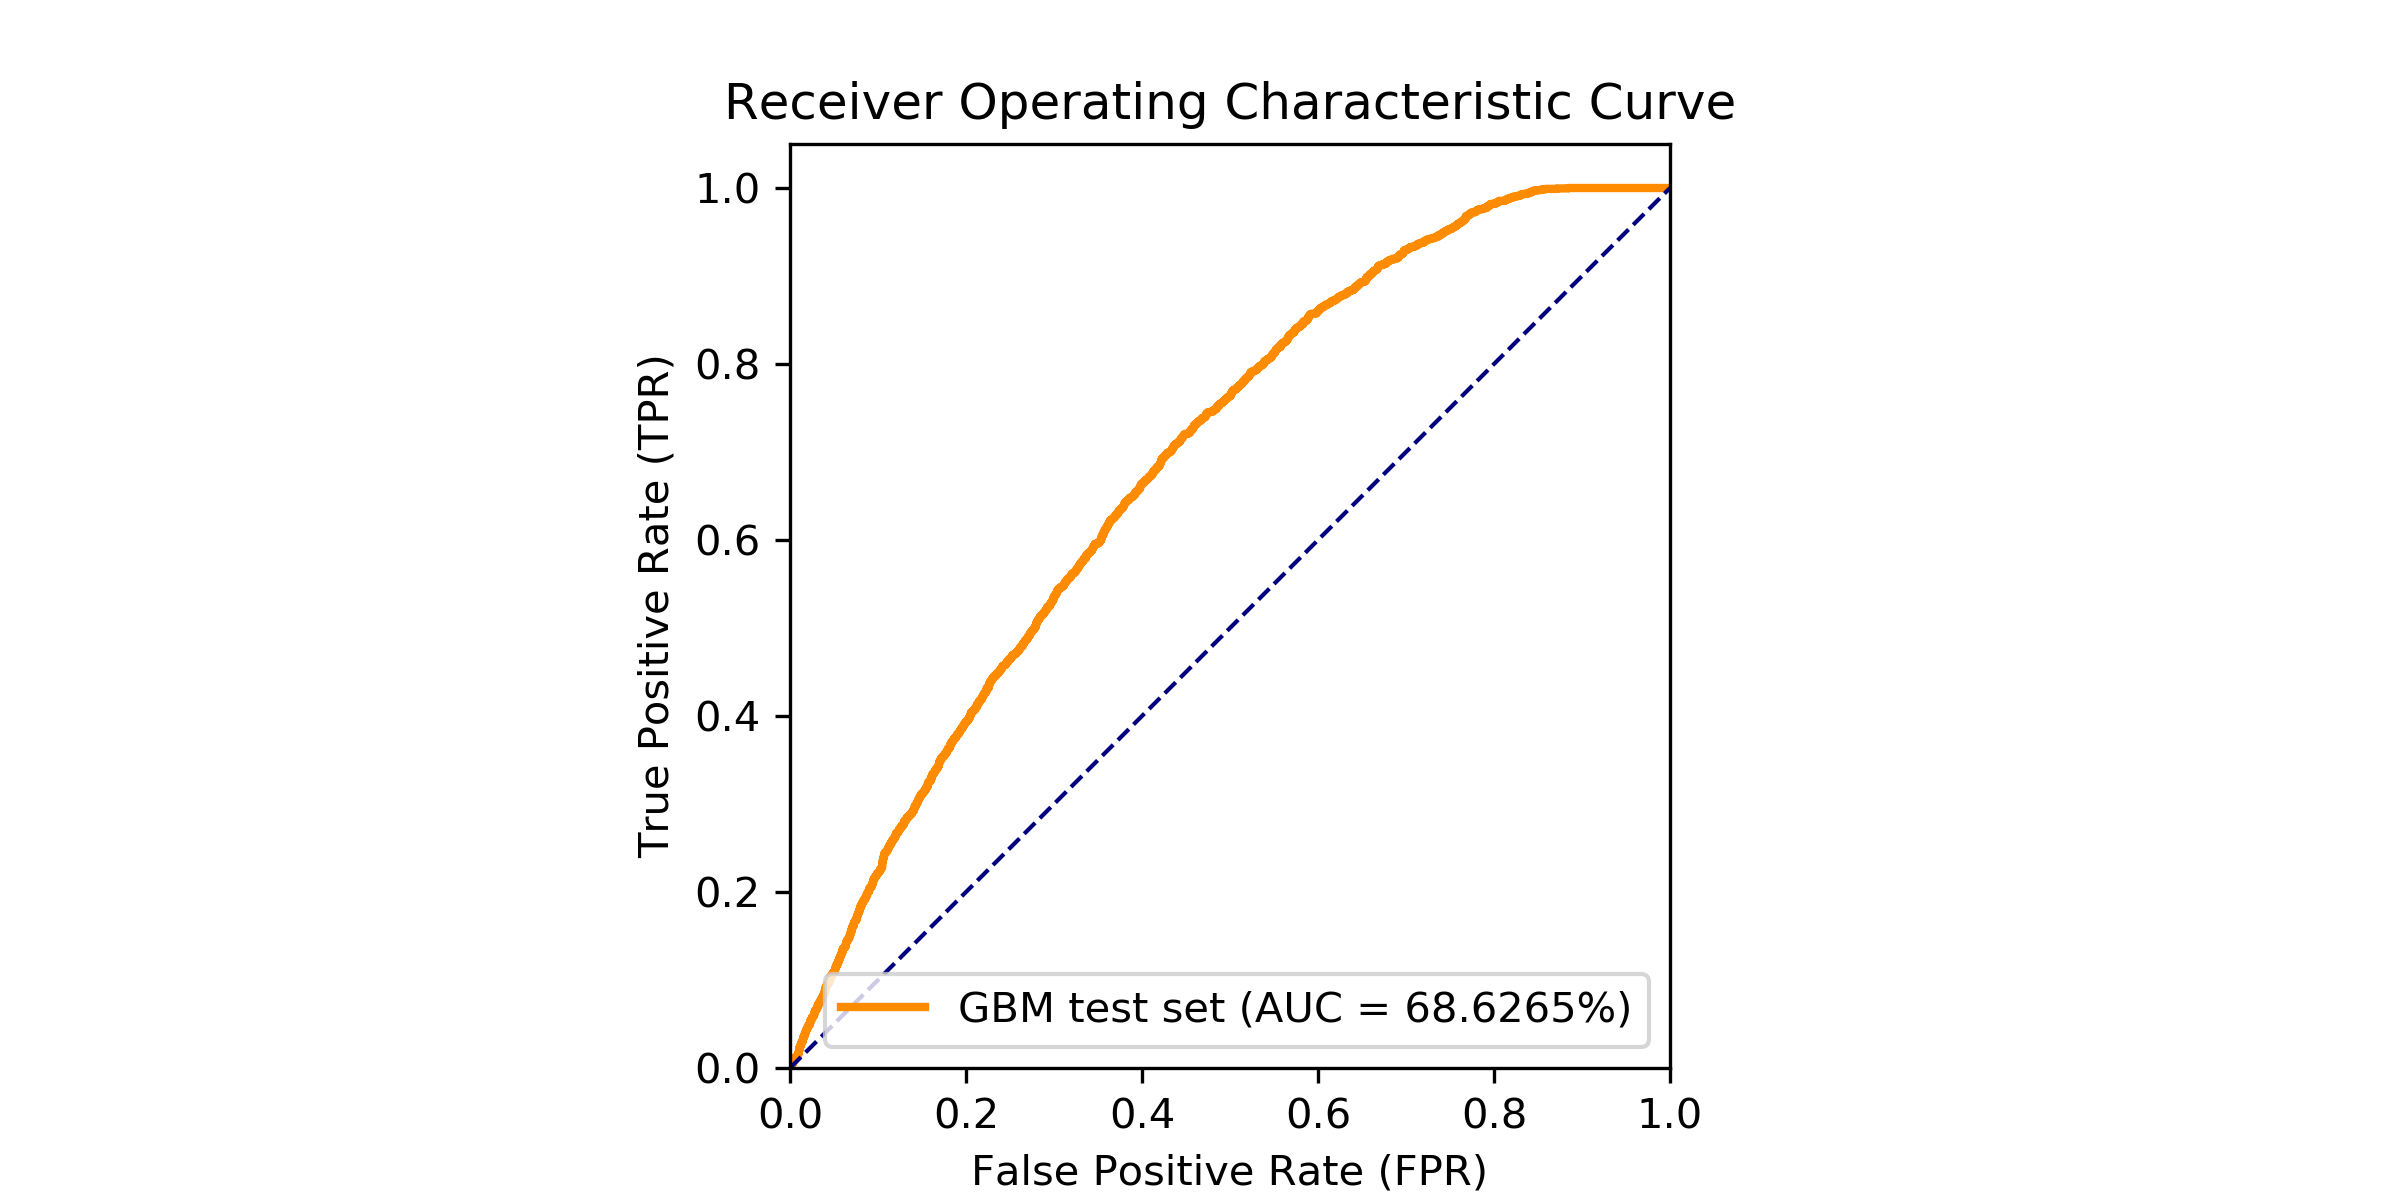 Receiver Operating Characteristic Curve
True Positive Rate (TPR)
1.0
0.8
0.6
0.4
0.2
0.0
GBM test set (AUC = 68.6265%)
0.0 0.2 0.4 0.6 0.8 1.0
False Positive Rate (FPR)